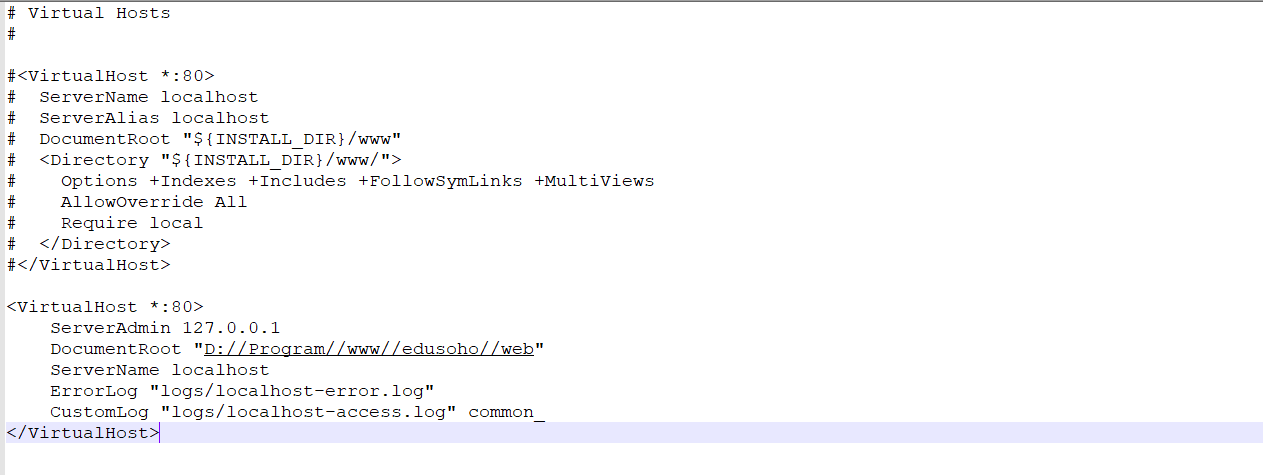 # Virtual Hosts
#
#<VirtualHost *:80>
#  ServerName localhost
#  ServerAlias localhost
#  DocumentRoot "${INSTALL_DIR}/www"
#  <Directory "${INSTALL_DIR}/www/">
#    Options +Indexes +Includes +FollowSymLinks +MultiViews
#    AllowOverride All
#    Require local
#  </Directory>
#</VirtualHost>
<VirtualHost *:80>
    ServerAdmin 127.0.0.1
    DocumentRoot "D://Program//www//edusoho//web"
    ServerName localhost
    ErrorLog "logs/localhost-error.log"
    CustomLog "logs/localhost-access.log" common_
</VirtualHost>